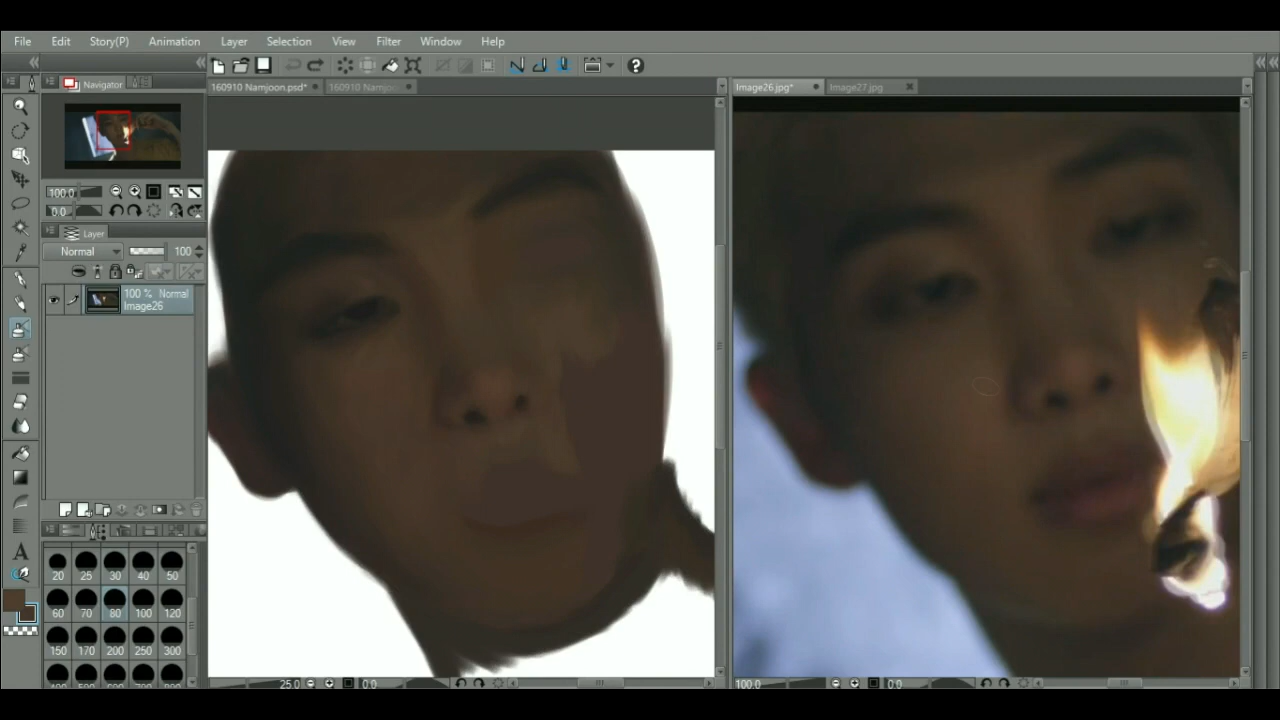 File Edit Story(P) Animation Layer Selection View Filter Window Help
Navigator
160910 Namjoon.psd*
160910 Namjoo
Image26.jpg*
Image27.jpg
100.0
0.0
Layer
Normal 100
100 % Normal
Image26
20 25 30 40 50
60 70 80 100 120
150 170 200 250 300
25.0 0.0
100.0 0.0